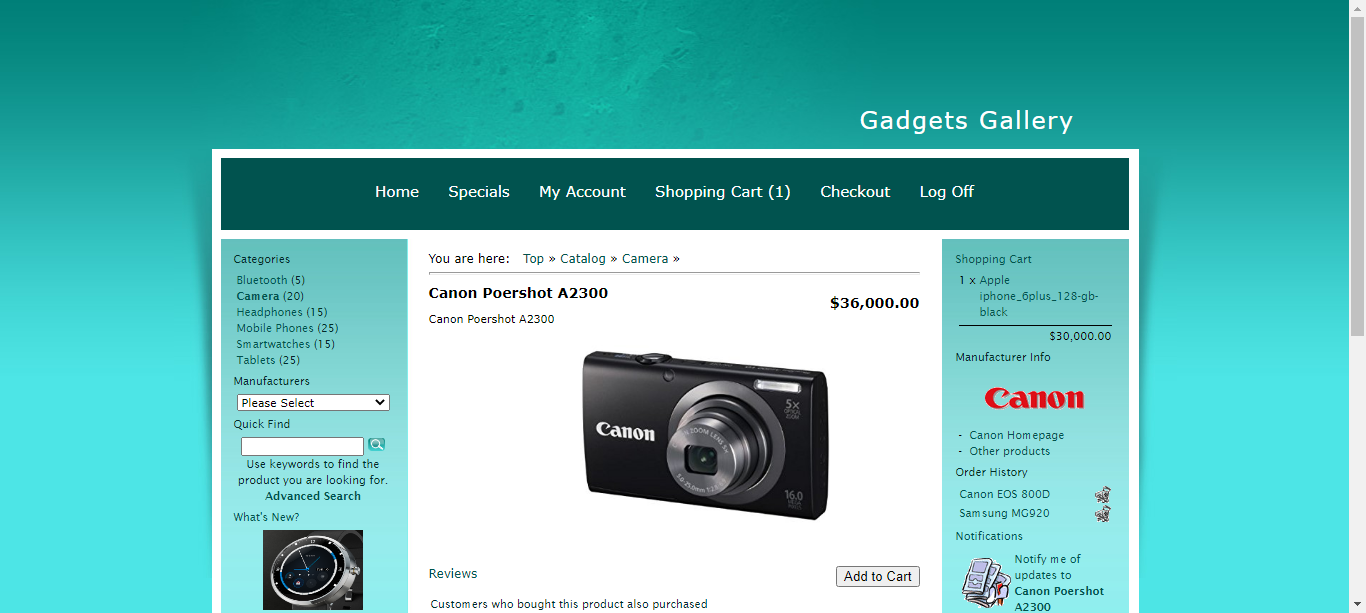 Gadgets Gallery
Home Specials My Account Shopping Cart (1) Checkout Log Off
Categories
Bluetooth (5)
Camera (20)
Headphones (15)
Mobile Phones (25)
Smartwatches (15)
Tablets (25)
Manufacturers
Please Select
Quick Find
Use keywords to find the
product you are looking for.
Advanced Search
What's New?
You are here: Top » Catalog » Camera »
Canon Poershot A2300
$36,000.00
Canon Poershot A2300
Canon
5X
16.0
Reviews
Add to Cart
Customers who bought this product also purchased
Shopping Cart
1 x Apple
iphone_6plus_128-gb-
black
$30,000.00
Manufacturer Info
Canon
- Canon Homepage
- Other products
Order History
Canon EOS 800D
Samsung MG920
Notifications
Notify me of
updates to
Canon Poershot
A2300